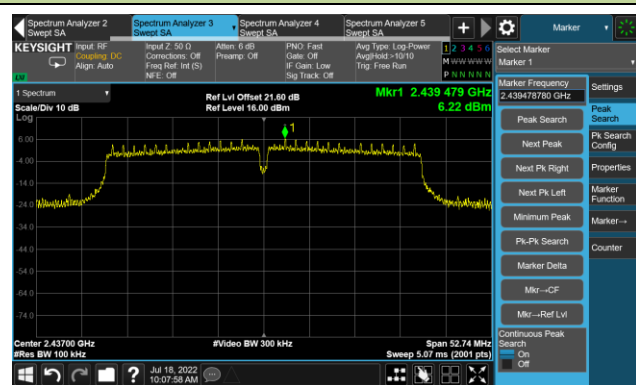 Spectrum Analyzer 2
Swept SA
Spectrum Analyzer 3
Swept SA
Spectrum Analyzer 4
Swept SA
Spectrum Analyzer 5
Swept SA
+
Marker
KEYSIGHT
Input: RF
Coupling: DC
Align: Auto
Input Z: 50 Ω
Corrections: Off
Freq Ref: Int (S)
NFE: Off
Atten: 6 dB
Preamp: Off
PNO: Fast
Gate: Off
IF Gain: Low
Sig Track: Off
Avg Type: Log-Power
Avg|Hold:>10/10
Trig: Free Run
1 2 3 4 5 6
M W W W W W
P N N N N N
LW
Select Marker
Marker 1
1 Spectrum
Scale/Div 10 dB
Log
Ref Lvl Offset 21.60 dB
Ref Level 16.00 dBm
Mkr1 2.439 479 GHz
6.22 dBm
1
6.00
-4.00
-14.0
-24.0
-34.0
-44.0
-54.0
-64.0
-74.0
Center 2.43700 GHz
#Res BW 100 kHz
#Video BW 300 kHz
Span 52.74 MHz
Sweep 5.07 ms (2001 pts)
Marker Frequency
2.439478780 GHz
Peak Search
Next Peak
Next Pk Right
Next Pk Left
Minimum Peak
Pk-Pk Search
Marker Delta
Mkr→CF
Mkr→Ref Lvl
Continuous Peak
Search
On
Off
Settings
Peak
Search
Pk Search
Config
Properties
Marker
Function
Marker→
Counter
?
Jul 18, 2022
10:07:58 AM